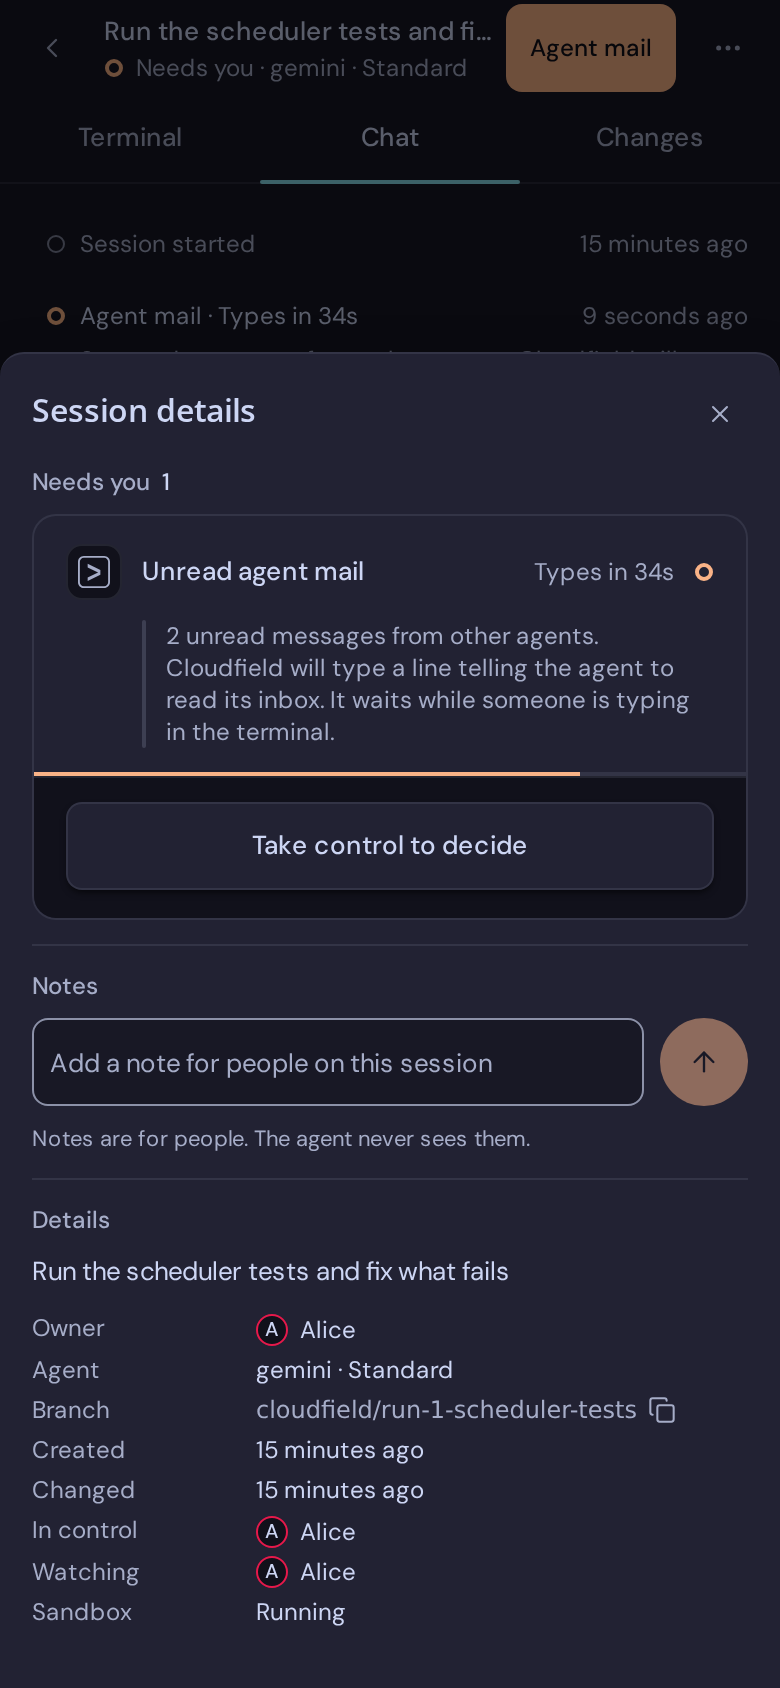 Run the scheduler tests and fi...
Needs you · gemini · Standard
Agent mail
Terminal
Chat
Changes
Session started
15 minutes ago
Agent mail · Types in 34s
9 seconds ago
Session details
Needs you 1
Unread agent mail
Types in 34s
2 unread messages from other agents.
Cloudfield will type a line telling the agent to
read its inbox. It waits while someone is typing
in the terminal.
Take control to decide
Notes
Add a note for people on this session
Notes are for people. The agent never sees them.
Details
Run the scheduler tests and fix what fails
Owner
A Alice
Agent
gemini · Standard
Branch
cloudfield/run-1-scheduler-tests
Created
15 minutes ago
Changed
15 minutes ago
In control
A Alice
Watching
A Alice
Sandbox
Running